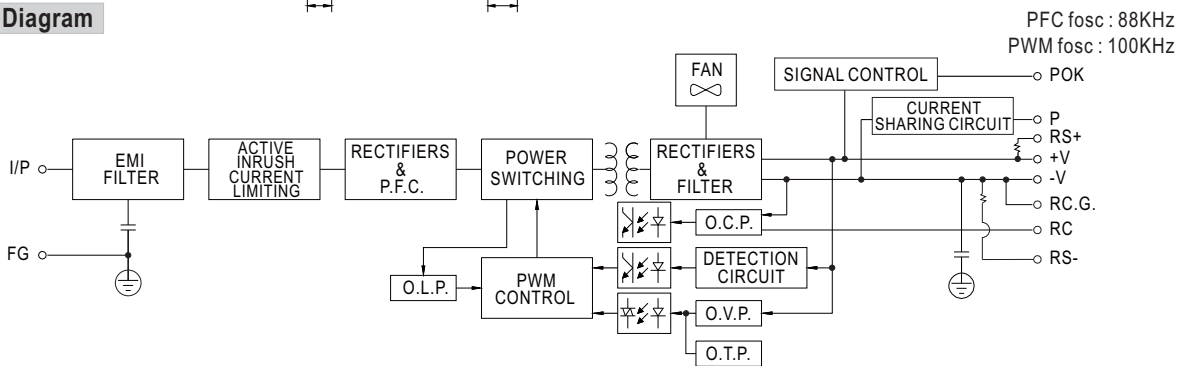 Diagram
PFC fosc : 88KHz
PWM fosc : 100KHz
FAN
SIGNAL CONTROL
POK
CURRENT
SHARING CIRCUIT
P
RS+
I/P
EMI
FILTER
ACTIVE
INRUSH
CURRENT
LIMITING
RECTIFIERS
&
P.F.C.
POWER
SWITCHING
RECTIFIERS
&
FILTER
+V
-V
RC.G.
O.C.P.
RC
FG
DETECTION
CIRCUIT
RS-
O.L.P.
PWM
CONTROL
O.V.P.
O.T.P.